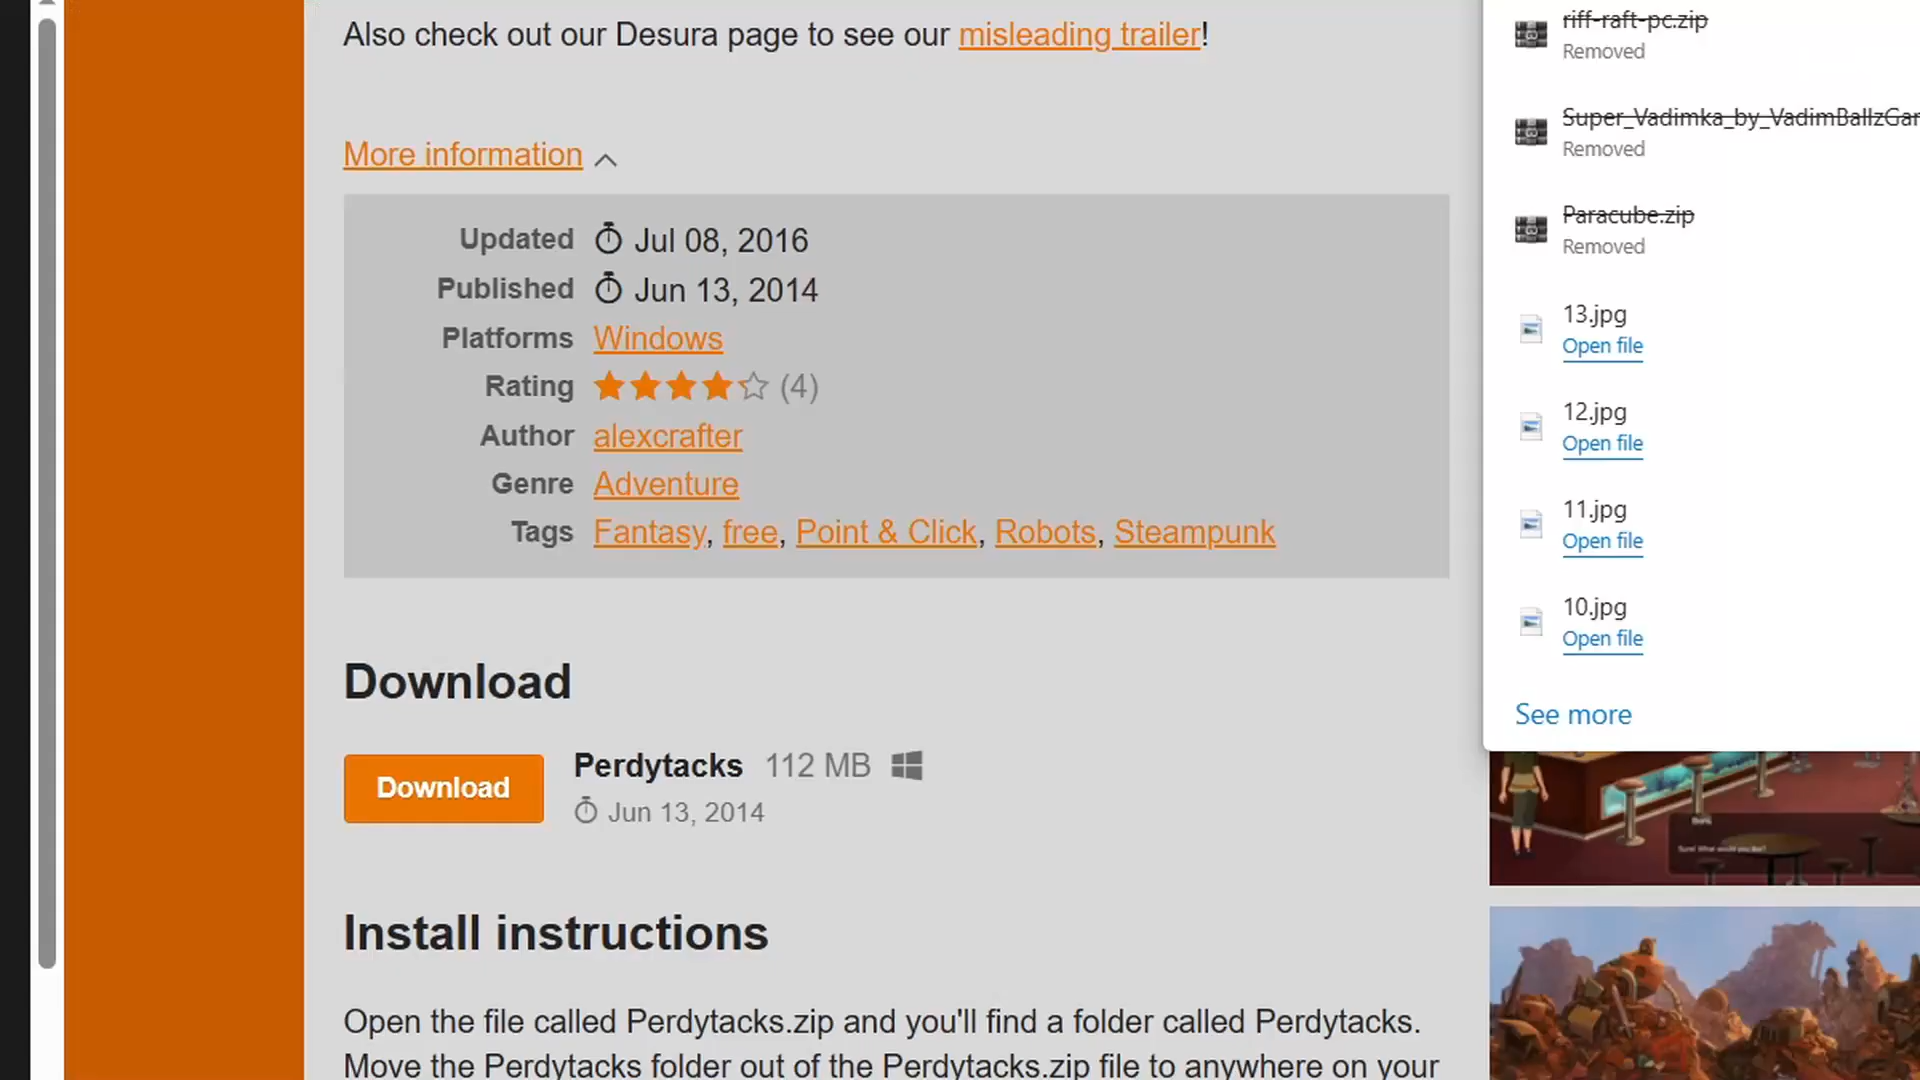 Also check out our Desura page to see our misleading trailer!
More information
Updated Jul 08, 2016
Published Jun 13, 2014
Platforms Windows
Rating (4)
Author alexcrafter
Genre Adventure
Tags Fantasy, free, Point & Click, Robots, Steampunk
Download
Download Perdytacks 112 MB
Jun 13, 2014
Install instructions
Open the file called Perdytacks.zip and you'll find a folder called Perdytacks.
Move the Perdytacks folder out of the Perdytacks.zip file to anywhere on your
riff-raft-pc.zip
Removed
Super_Vadimka_by_VadimBallzGar
Removed
Paracube.zip
Removed
13.jpg
Open file
12.jpg
Open file
11.jpg
Open file
10.jpg
Open file
See more